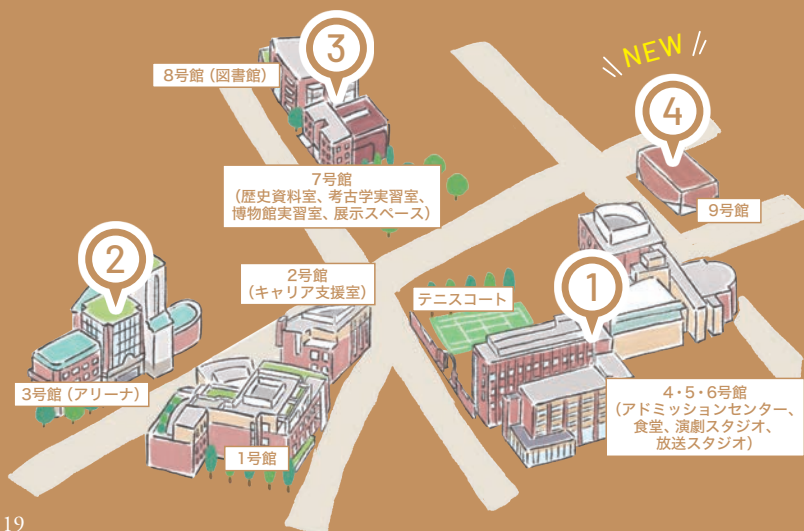 3
8号館（図書館）
NEW
4
7号館
（歴史資料室、考古学実習室、
博物館実習室、展示スペース）
9号館
2
2号館
（キャリア支援室）
テニスコート
1
3号館（アリーナ）
4・5・6号館
（アドミッションセンター、
食堂、演劇スタジオ、
放送スタジオ）
1号館
19